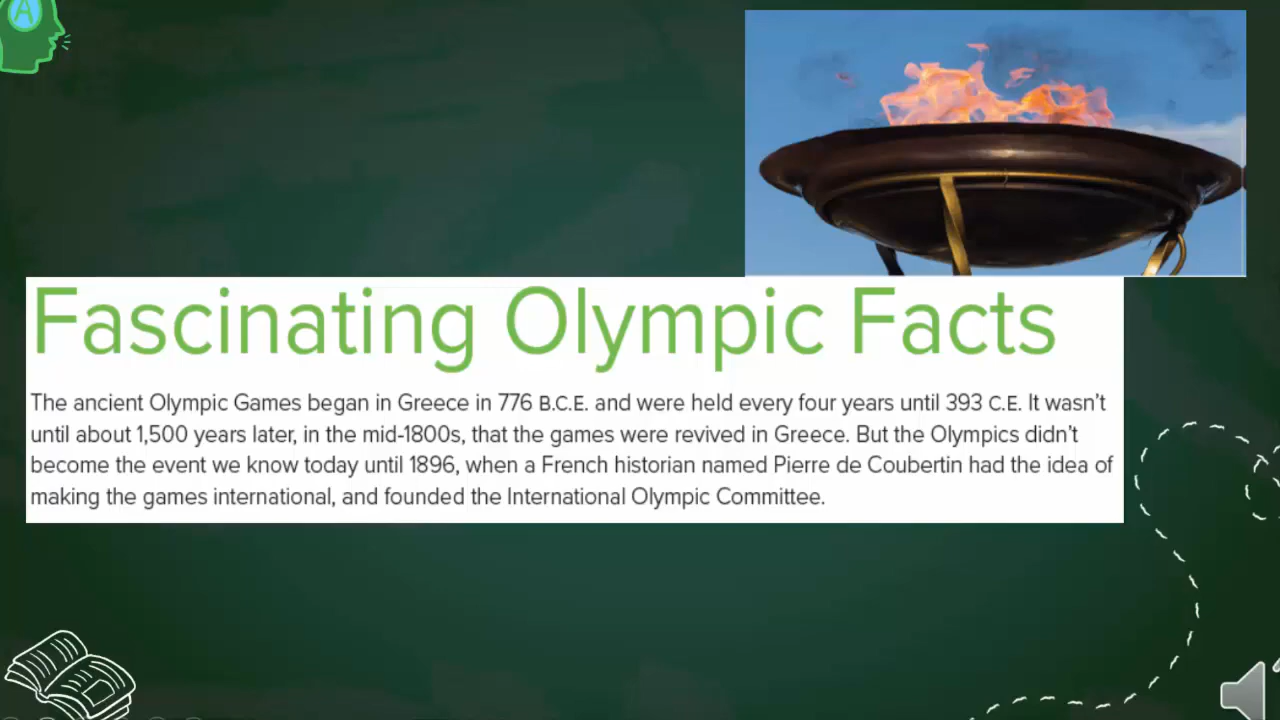 A
Fascinating Olympic Facts
The ancient Olympic Games began in Greece in 776 B.C.E. and were held every four years until 393 C.E. It wasn't
until about 1,500 years later, in the mid-1800s, that the games were revived in Greece. But the Olympics didn't
become the event we know today until 1896, when a French historian named Pierre de Coubertin had the idea of
making the games international, and founded the International Olympic Committee.